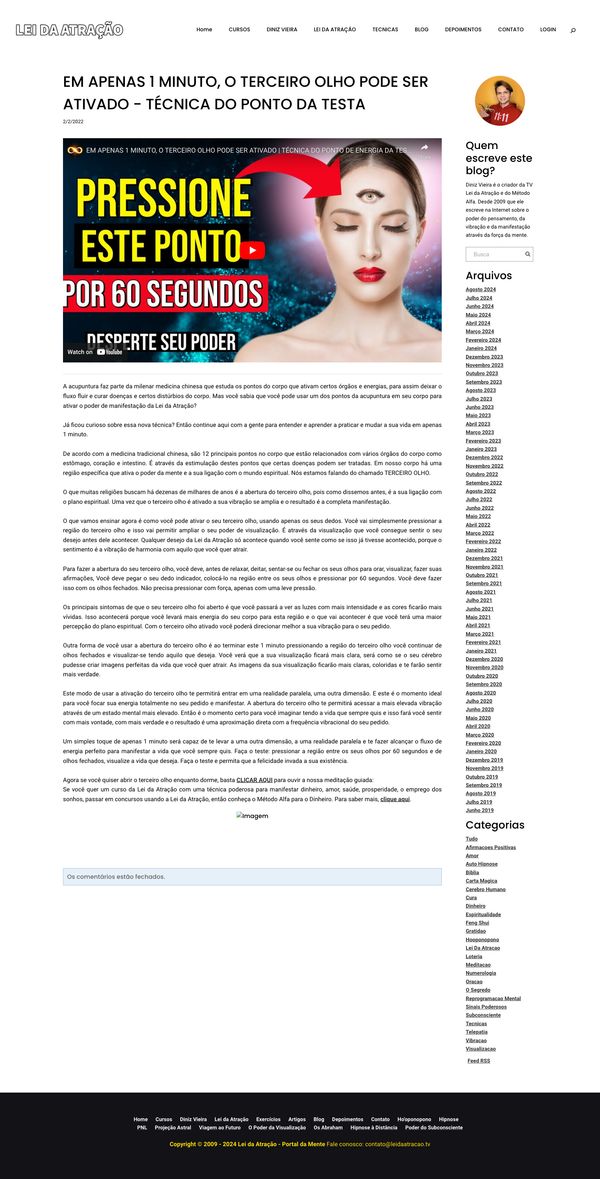 LEI DA ATRAÇÃO
Home CURSOS DINIZ VIEIRA LEI DA ATRAÇÃO TECNICAS BLOG DEPOIMENTOS CONTATO LOGIN
EM APENAS 1 MINUTO, O TERCEIRO OLHO PODE SER
ATIVADO - TÉCNICA DO PONTO DA TESTA
2/2/2022
EM APENAS 1 MINUTO, O TERCEIRO OLHO PODE SER ATIVADO | TÉCNICA DO PONTO DE ENERGIA DA TES
PRESSIONE
ESTE PONTO
POR 60 SEGUNDOS
DESPERTE SEU PODER
Watch on YouTube
A acupuntura faz parte da milenar medicina chinesa que estuda os pontos do corpo que ativam certos órgãos e energias, para assim deixar o
fluxo fluir e curar doenças e certos distúrbios do corpo. Mas você sabia que você pode usar um dos pontos da acupuntura em seu corpo para
ativar o poder de manifestação da Lei da Atração?
Já ficou curioso sobre essa nova técnica? Então continue aqui com a gente para entender e aprender a praticar e mudar a sua vida em apenas
1 minuto.
De acordo com a medicina tradicional chinesa, são 12 principais pontos no corpo que estão relacionados com vários órgãos do corpo como
estômago, coração e intestino. É através da estimulação destes pontos que certas doenças podem ser tratadas. Em nosso corpo há uma
região específica que ativa o poder da mente e a sua ligação com o mundo espiritual. Nós estamos falando do chamado TERCEIRO OLHO.
O que muitas religiões buscam há dezenas de milhares de anos é a abertura do terceiro olho, pois como dissemos antes, é a sua ligação com
o plano espiritual. Uma vez que o terceiro olho é ativado a sua vibração se amplia e o resultado é a completa manifestação.
O que vamos ensinar agora é como você pode ativar o seu terceiro olho, usando apenas os seus dedos. Você vai simplesmente pressionar a
região do terceiro olho e isso vai permitir ampliar o seu poder de visualização. É através da visualização que você consegue sentir o seu
desejo antes dele acontecer. Qualquer desejo da Lei da Atração só acontece quando você sente como se isso já tivesse acontecido, porque o
sentimento é a vibração de harmonia com aquilo que você quer atrair.
Para fazer a abertura do seu terceiro olho, você deve, antes de relaxar, deitar, sentar-se ou fechar os seus olhos para orar, visualizar, fazer suas
afirmações, Você deve pegar o seu dedo indicador, colocá-lo na região entre os seus olhos e pressionar por 60 segundos. Você deve fazer
isso com os olhos fechados. Não precisa pressionar com força, apenas com uma leve pressão.
Os principais sintomas de que o seu terceiro olho foi aberto é que você passará a ver as luzes com mais intensidade e as cores ficarão mais
vívidas. Isso acontecerá porque você levará mais energia do seu corpo para esta região e o que vai acontecer é que você terá uma maior
percepção do plano espiritual. Com o terceiro olho ativado você poderá direcionar melhor a sua vibração para o seu pedido.
Outra forma de você usar a abertura do terceiro olho é ao terminar este 1 minuto pressionando a região do terceiro olho você continuar de
olhos fechados e visualizar-se tendo aquilo que deseja. Você verá que a sua visualização ficará mais clara, será como se o seu cérebro
pudesse criar imagens perfeitas da vida que você quer atrair. As imagens da sua visualização ficarão mais claras, coloridas e te farão sentir
mais verdade.
Este modo de usar a ativação do terceiro olho te permitirá entrar em uma realidade paralela, uma outra dimensão. E este é o momento ideal
para você focar sua energia totalmente no seu pedido e manifestar. A abertura do terceiro olho te permitirá acessar a mais elevada vibração
através de um estado mental mais elevado. Então é o momento certo para você imaginar tendo a vida que sempre quis e isso fará você sentir
com mais vontade, com mais verdade e o resultado é uma aproximação direta com a frequência vibracional do seu pedido.
Um simples toque de apenas 1 minuto será capaz de te levar a uma outra dimensão, a uma realidade paralela e te fazer alcançar o fluxo de
energia perfeito para manifestar a vida que você sempre quis. Faça o teste: pressionar a região entre os seus olhos por 60 segundos e de
olhos fechados, visualize a vida que deseja. Faça o teste e permita que a felicidade invada a sua existência.
Agora se você quiser abrir o terceiro olho enquanto dorme, basta CLICAR AQUI para ouvir a nossa meditação guiada:
Se você quer um curso da Lei da Atração com uma técnica poderosa para manifestar dinheiro, amor, saúde, prosperidade, o emprego dos
sonhos, passar em concursos usando a Lei da Atração, então conheça o Método Alfa para o Dinheiro. Para saber mais, clique aqui.
Imagem
Os comentários estão fechados.
11:11
Quem
escreve este
blog?
Diniz Vieira é o criador da TV
Lei da Atração e do Método
Alfa. Desde 2009 que ele
escreve na Internet sobre o
poder do pensamento, da
vibração e da manifestação
através da força da mente.
Busca
Arquivos
Agosto 2024
Julho 2024
Junho 2024
Maio 2024
Abril 2024
Março 2024
Fevereiro 2024
Janeiro 2024
Dezembro 2023
Novembro 2023
Outubro 2023
Setembro 2023
Agosto 2023
Julho 2023
Junho 2023
Maio 2023
Abril 2023
Março 2023
Fevereiro 2023
Janeiro 2023
Dezembro 2022
Novembro 2022
Outubro 2022
Setembro 2022
Agosto 2022
Julho 2022
Junho 2022
Maio 2022
Abril 2022
Março 2022
Fevereiro 2022
Janeiro 2022
Dezembro 2021
Novembro 2021
Outubro 2021
Setembro 2021
Agosto 2021
Julho 2021
Junho 2021
Maio 2021
Abril 2021
Março 2021
Fevereiro 2021
Janeiro 2021
Dezembro 2020
Novembro 2020
Outubro 2020
Setembro 2020
Agosto 2020
Julho 2020
Junho 2020
Maio 2020
Abril 2020
Março 2020
Fevereiro 2020
Janeiro 2020
Dezembro 2019
Novembro 2019
Outubro 2019
Setembro 2019
Agosto 2019
Julho 2019
Junho 2019
Categorias
Tudo
Afirmacoes Positivas
Amor
Auto Hipnose
Biblia
Carta Magica
Cerebro Humano
Cura
Dinheiro
Espiritualidade
Feng Shui
Gratidao
Hooponopono
Lei Da Atracao
Loteria
Meditacao
Numerologia
Oracao
O Segredo
Reprogramacao Mental
Sinais Poderosos
Subconsciente
Tecnicas
Telepatia
Vibracao
Visualizacao
Feed RSS
Home Cursos Diniz Vieira Lei da Atração Exercícios Artigos Blog Depoimentos Contato Ho'oponopono Hipnose
PNL Projeção Astral Viagem ao Futuro O Poder da Visualização Os Abraham Hipnose à Distância Poder do Subconsciente
Copyright © 2009 - 2024 Lei da Atração - Portal da Mente Fale conosco: contato@leidaatracao.tv